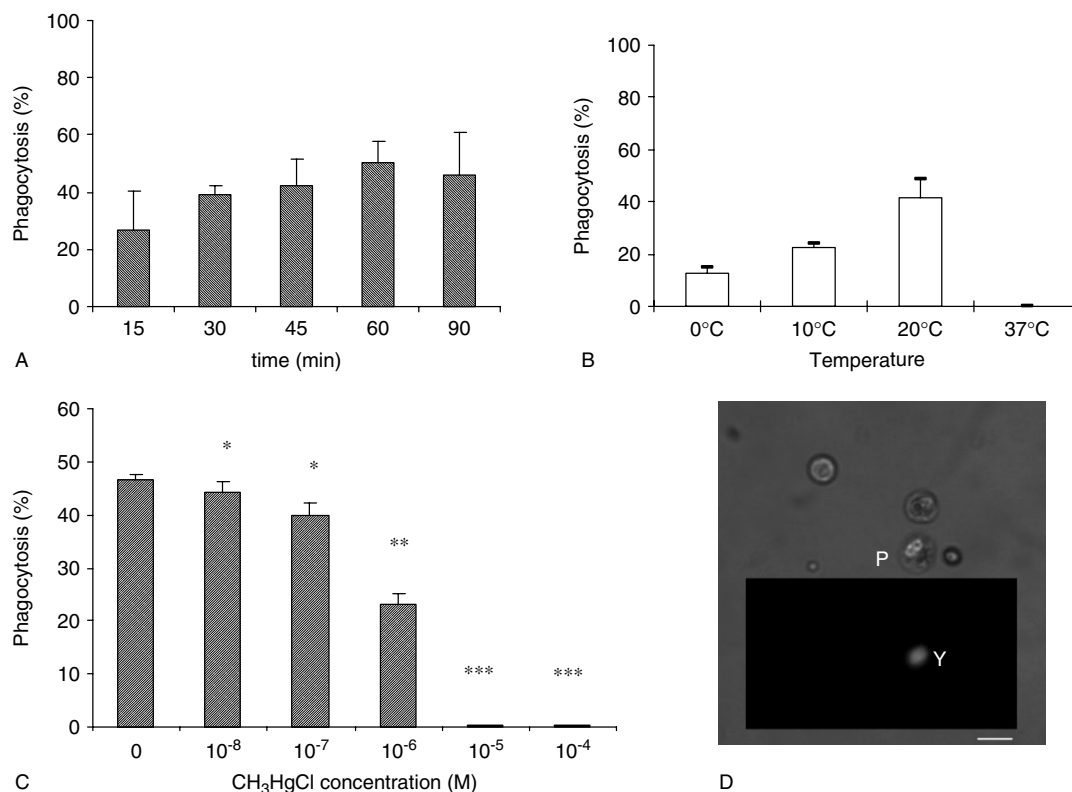 100
80
60
40
20
0
Phagocytosis (%)
15 30 45 60 90
time (min)
A
100
80
60
40
20
0
Phagocytosis (%)
0°C 10°C 20°C 37°C
Temperature
B
60
50
40
30
20
10
0
Phagocytosis (%)
* * ** *** ***
0 10⁻⁸ 10⁻⁷ 10⁻⁶ 10⁻⁵ 10⁻⁴
CH₃HgCl concentration (M)
C
P
Y
D